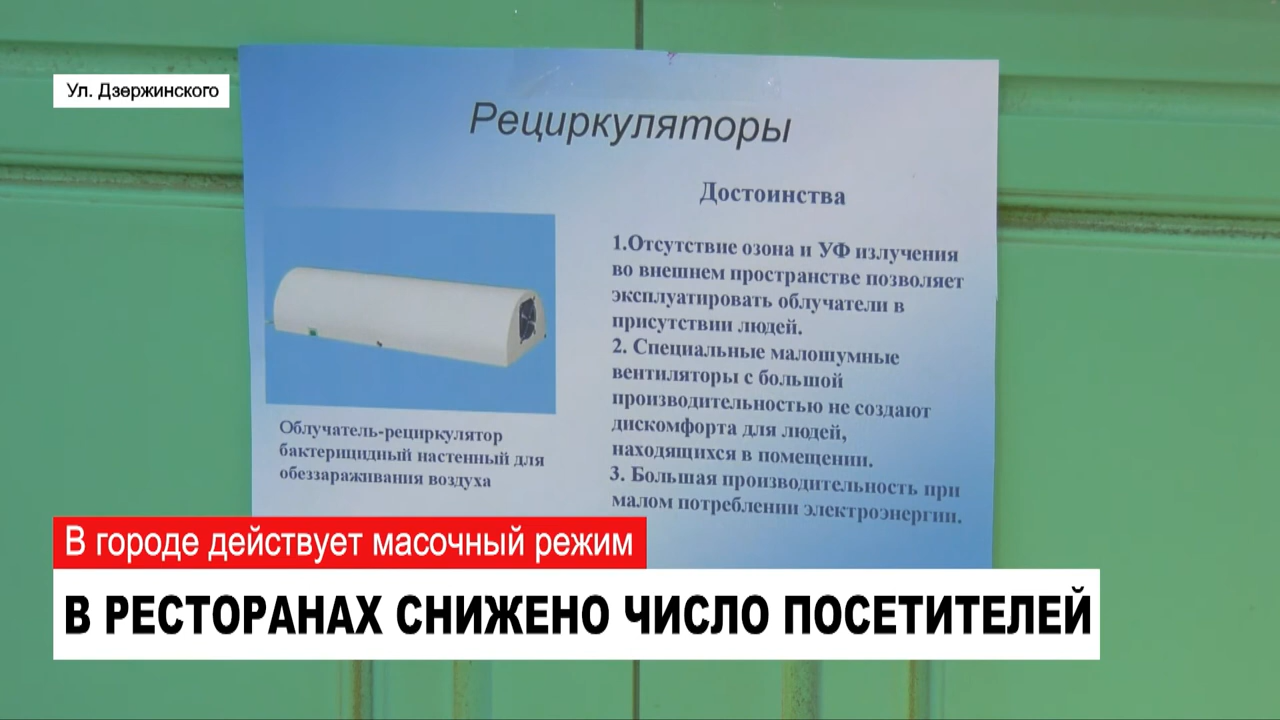 Ул. Дзержинского
Рециркуляторы
Достоинства
1.Отсутствие озона и УФ излучения
во внешнем пространстве позволяет
эксплуатировать облучатели в
присутствии людей.
2. Специальные малошумные
вентиляторы с большой
производительностью не создают
дискомфорта для людей,
находящихся в помещении.
3. Большая производительность при
малом потреблении электроэнергии.
Облучатель-рециркулятор
бактерицидный настенный для
обеззараживания воздуха
В городе действует масочный режим
В РЕСТОРАНАХ СНИЖЕНО ЧИСЛО ПОСЕТИТЕЛЕЙ